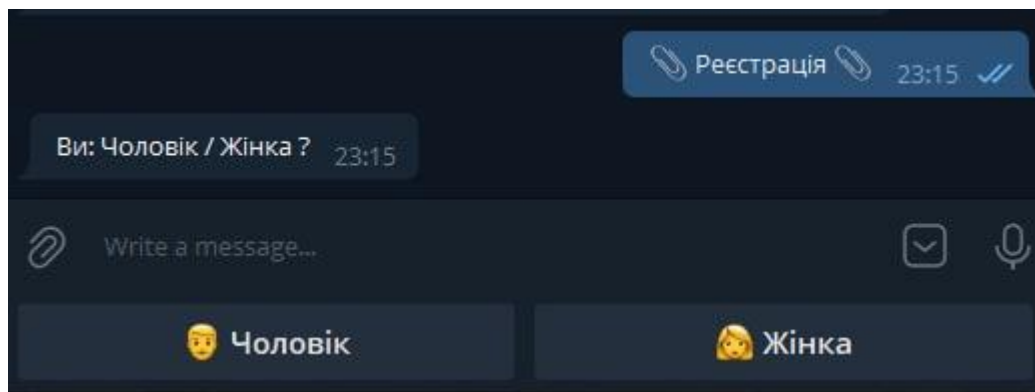 📎 Реєстрація 📎 23:15
Ви: Чоловік / Жінка ? 23:15
Write a message...
👨 Чоловік
👩 Жінка